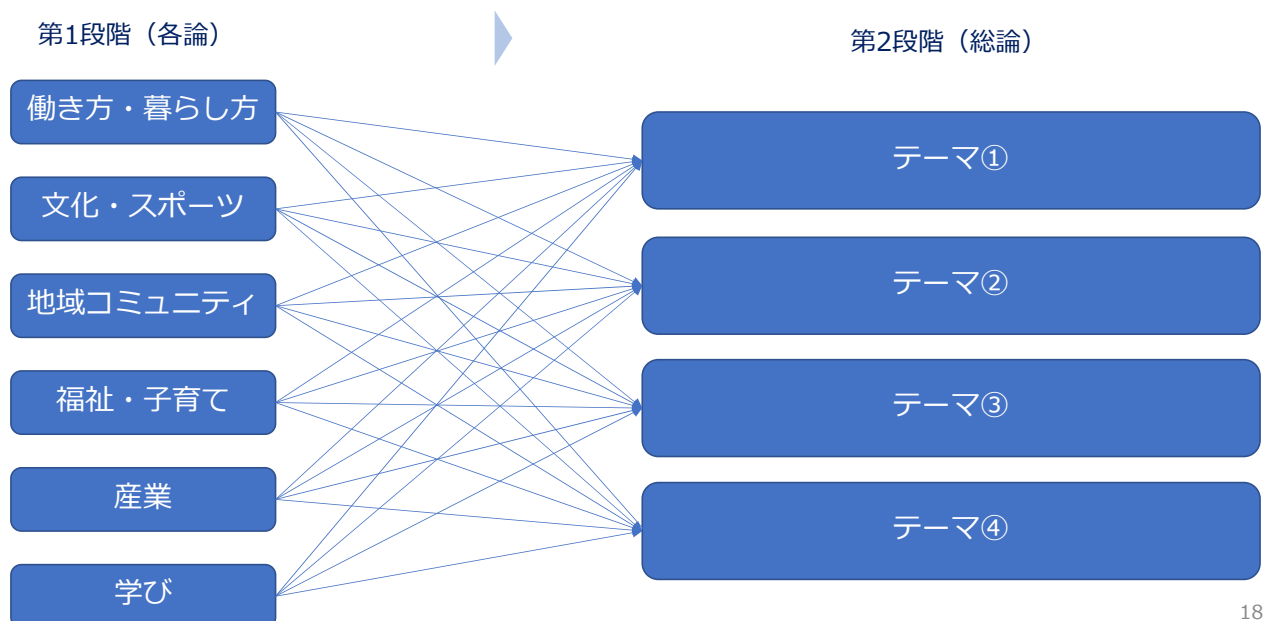 第1段階（各論）
第2段階（総論）
働き方・暮らし方
文化・スポーツ
地域コミュニティ
福祉・子育て
産業
学び
テーマ①
テーマ②
テーマ③
テーマ④
18